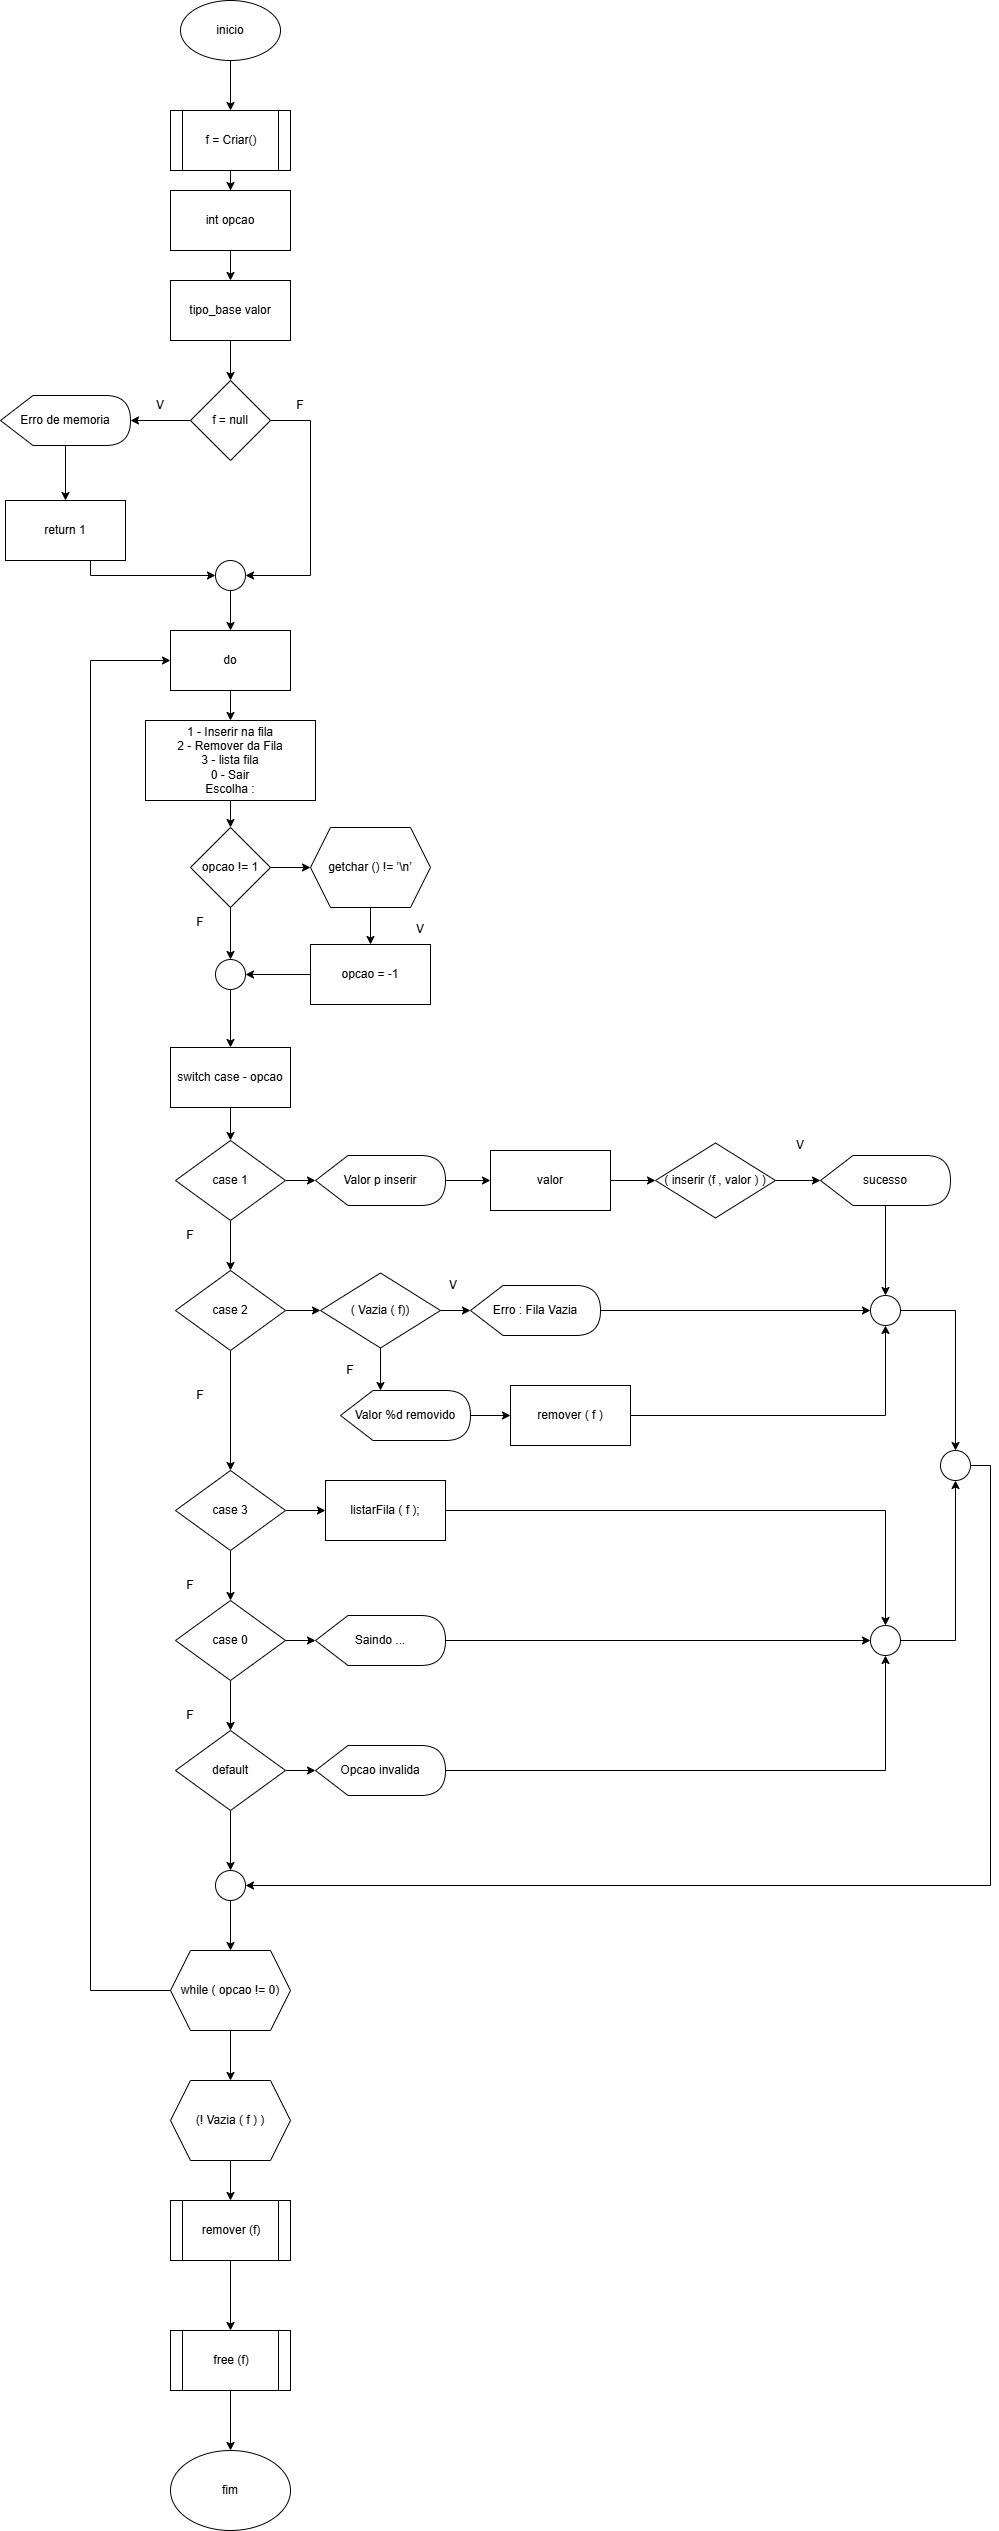 inicio
f = Criar()
int opcao
tipo_base valor
V
F
Erro de memoria
f = null
return 1
do
1 - Inserir na fila
2 - Remover da Fila
3 - lista fila
0 - Sair
Escolha :
opcao != 1
getchar () != '\n'
F
V
opcao = -1
switch case - opcao
V
case 1
Valor p inserir
valor
( inserir (f , valor ) )
sucesso
F
V
case 2
( Vazia ( f))
Erro : Fila Vazia
F
F
Valor %d removido
remover ( f )
case 3
listarFila ( f );
F
case 0
Saindo ...
F
default
Opcao invalida
while ( opcao != 0)
(! Vazia ( f ) )
remover (f)
free (f)
fim